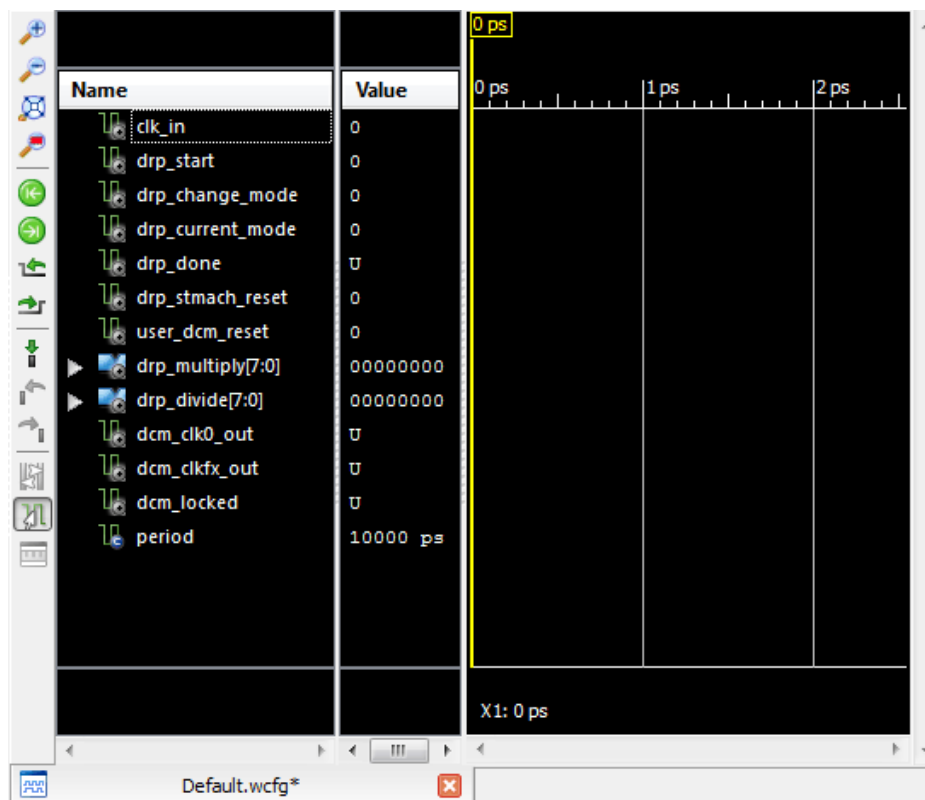 0 ps
Name Value 0 ps 1 ps 2 ps
clk_in 0
drp_start 0
drp_change_mode 0
drp_current_mode 0
drp_done U
drp_stmach_reset 0
user_dcm_reset 0
drp_multiply[7:0] 00000000
drp_divide[7:0] 00000000
dcm_clk0_out U
dcm_clkfx_out U
dcm_locked U
period 10000 ps
X1: 0 ps
Default.wcfg*